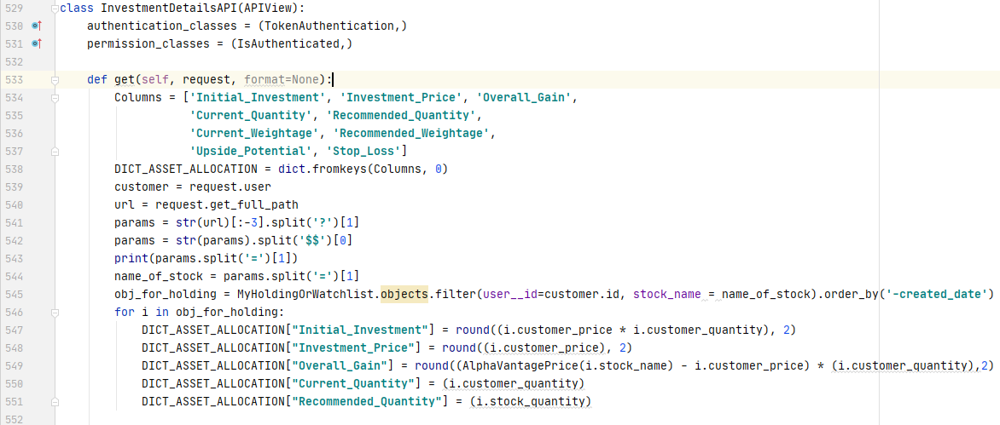 529 class InvestmentDetailsAPI(APIView):
530 authentication_classes = (TokenAuthentication,)
531 permission_classes = (IsAuthenticated,)
532
533 def get(self, request, format=None):
534 Columns = ['Initial_Investment', 'Investment_Price', 'Overall_Gain',
535 'Current_Quantity', 'Recommended_Quantity',
536 'Current_Weightage', 'Recommended_Weightage',
537 'Upside_Potential', 'Stop_Loss']
538 DICT_ASSET_ALLOCATION = dict.fromkeys(Columns, 0)
539 customer = request.user
540 url = request.get_full_path
541 params = str(url)[:-3].split('?')[1]
542 params = str(params).split('$$')[0]
543 print(params.split('=')[1])
544 name_of_stock = params.split('=')[1]
545 obj_for_holding = MyHoldingOrWatchlist.objects.filter(user__id=customer.id, stock_name = name_of_stock).order_by('-created_date')
546 for i in obj_for_holding:
547 DICT_ASSET_ALLOCATION["Initial_Investment"] = round((i.customer_price * i.customer_quantity), 2)
548 DICT_ASSET_ALLOCATION["Investment_Price"] = round((i.customer_price), 2)
549 DICT_ASSET_ALLOCATION["Overall_Gain"] = round((AlphaVantagePrice(i.stock_name) - i.customer_price) * (i.customer_quantity),2)
550 DICT_ASSET_ALLOCATION["Current_Quantity"] = (i.customer_quantity)
551 DICT_ASSET_ALLOCATION["Recommended_Quantity"] = (i.stock_quantity)
552